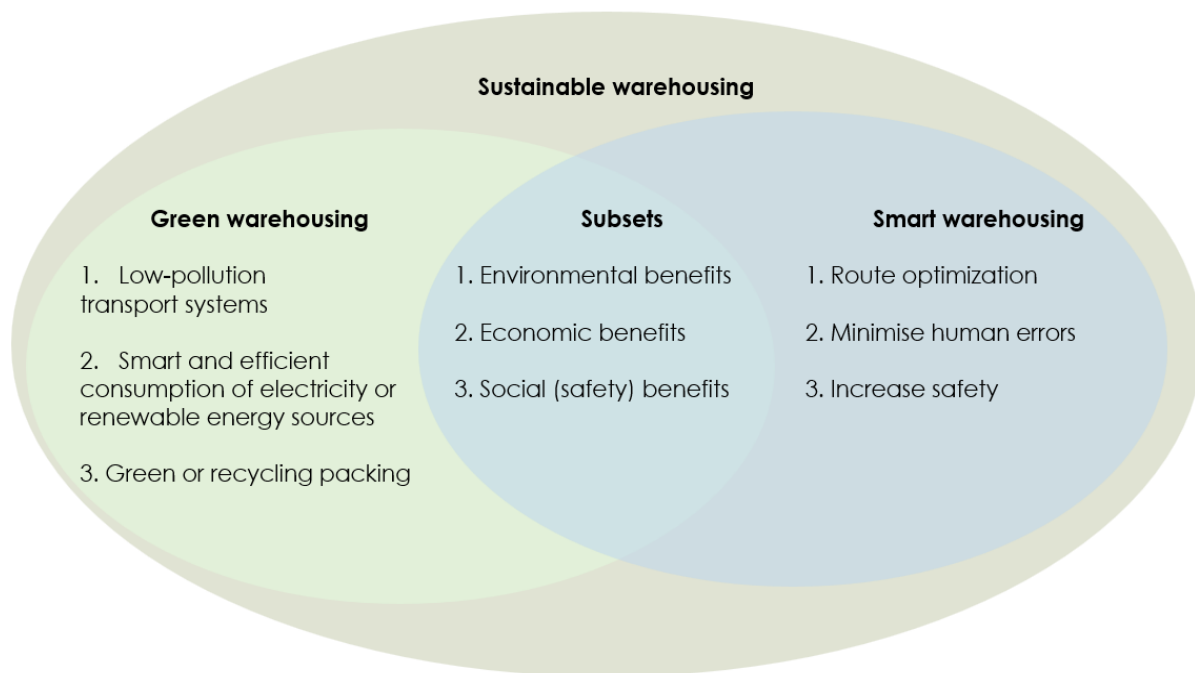 Sustainable warehousing
Green warehousing
1. Low-pollution
transport systems
2. Smart and efficient
consumption of electricity or
renewable energy sources
3. Green or recycling packing
Subsets
1. Environmental benefits
2. Economic benefits
3. Social (safety) benefits
Smart warehousing
1. Route optimization
2. Minimise human errors
3. Increase safety